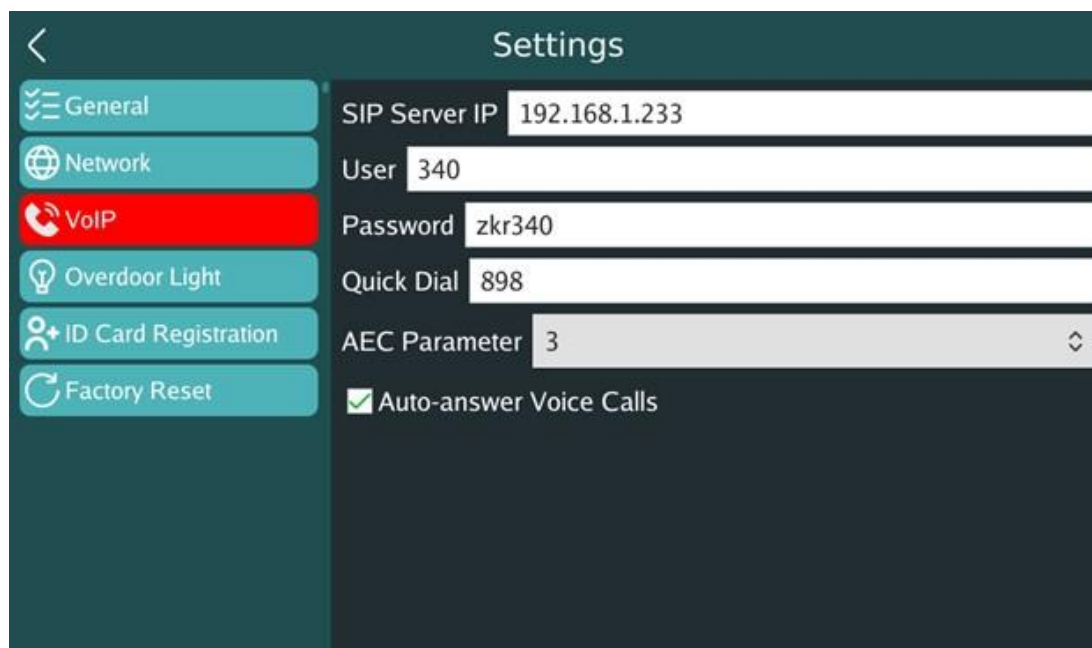 Settings
General
Network
VoIP
Overdoor Light
ID Card Registration
Factory Reset
SIP Server IP 192.168.1.233
User 340
Password zkr340
Quick Dial 898
AEC Parameter 3
Auto-answer Voice Calls